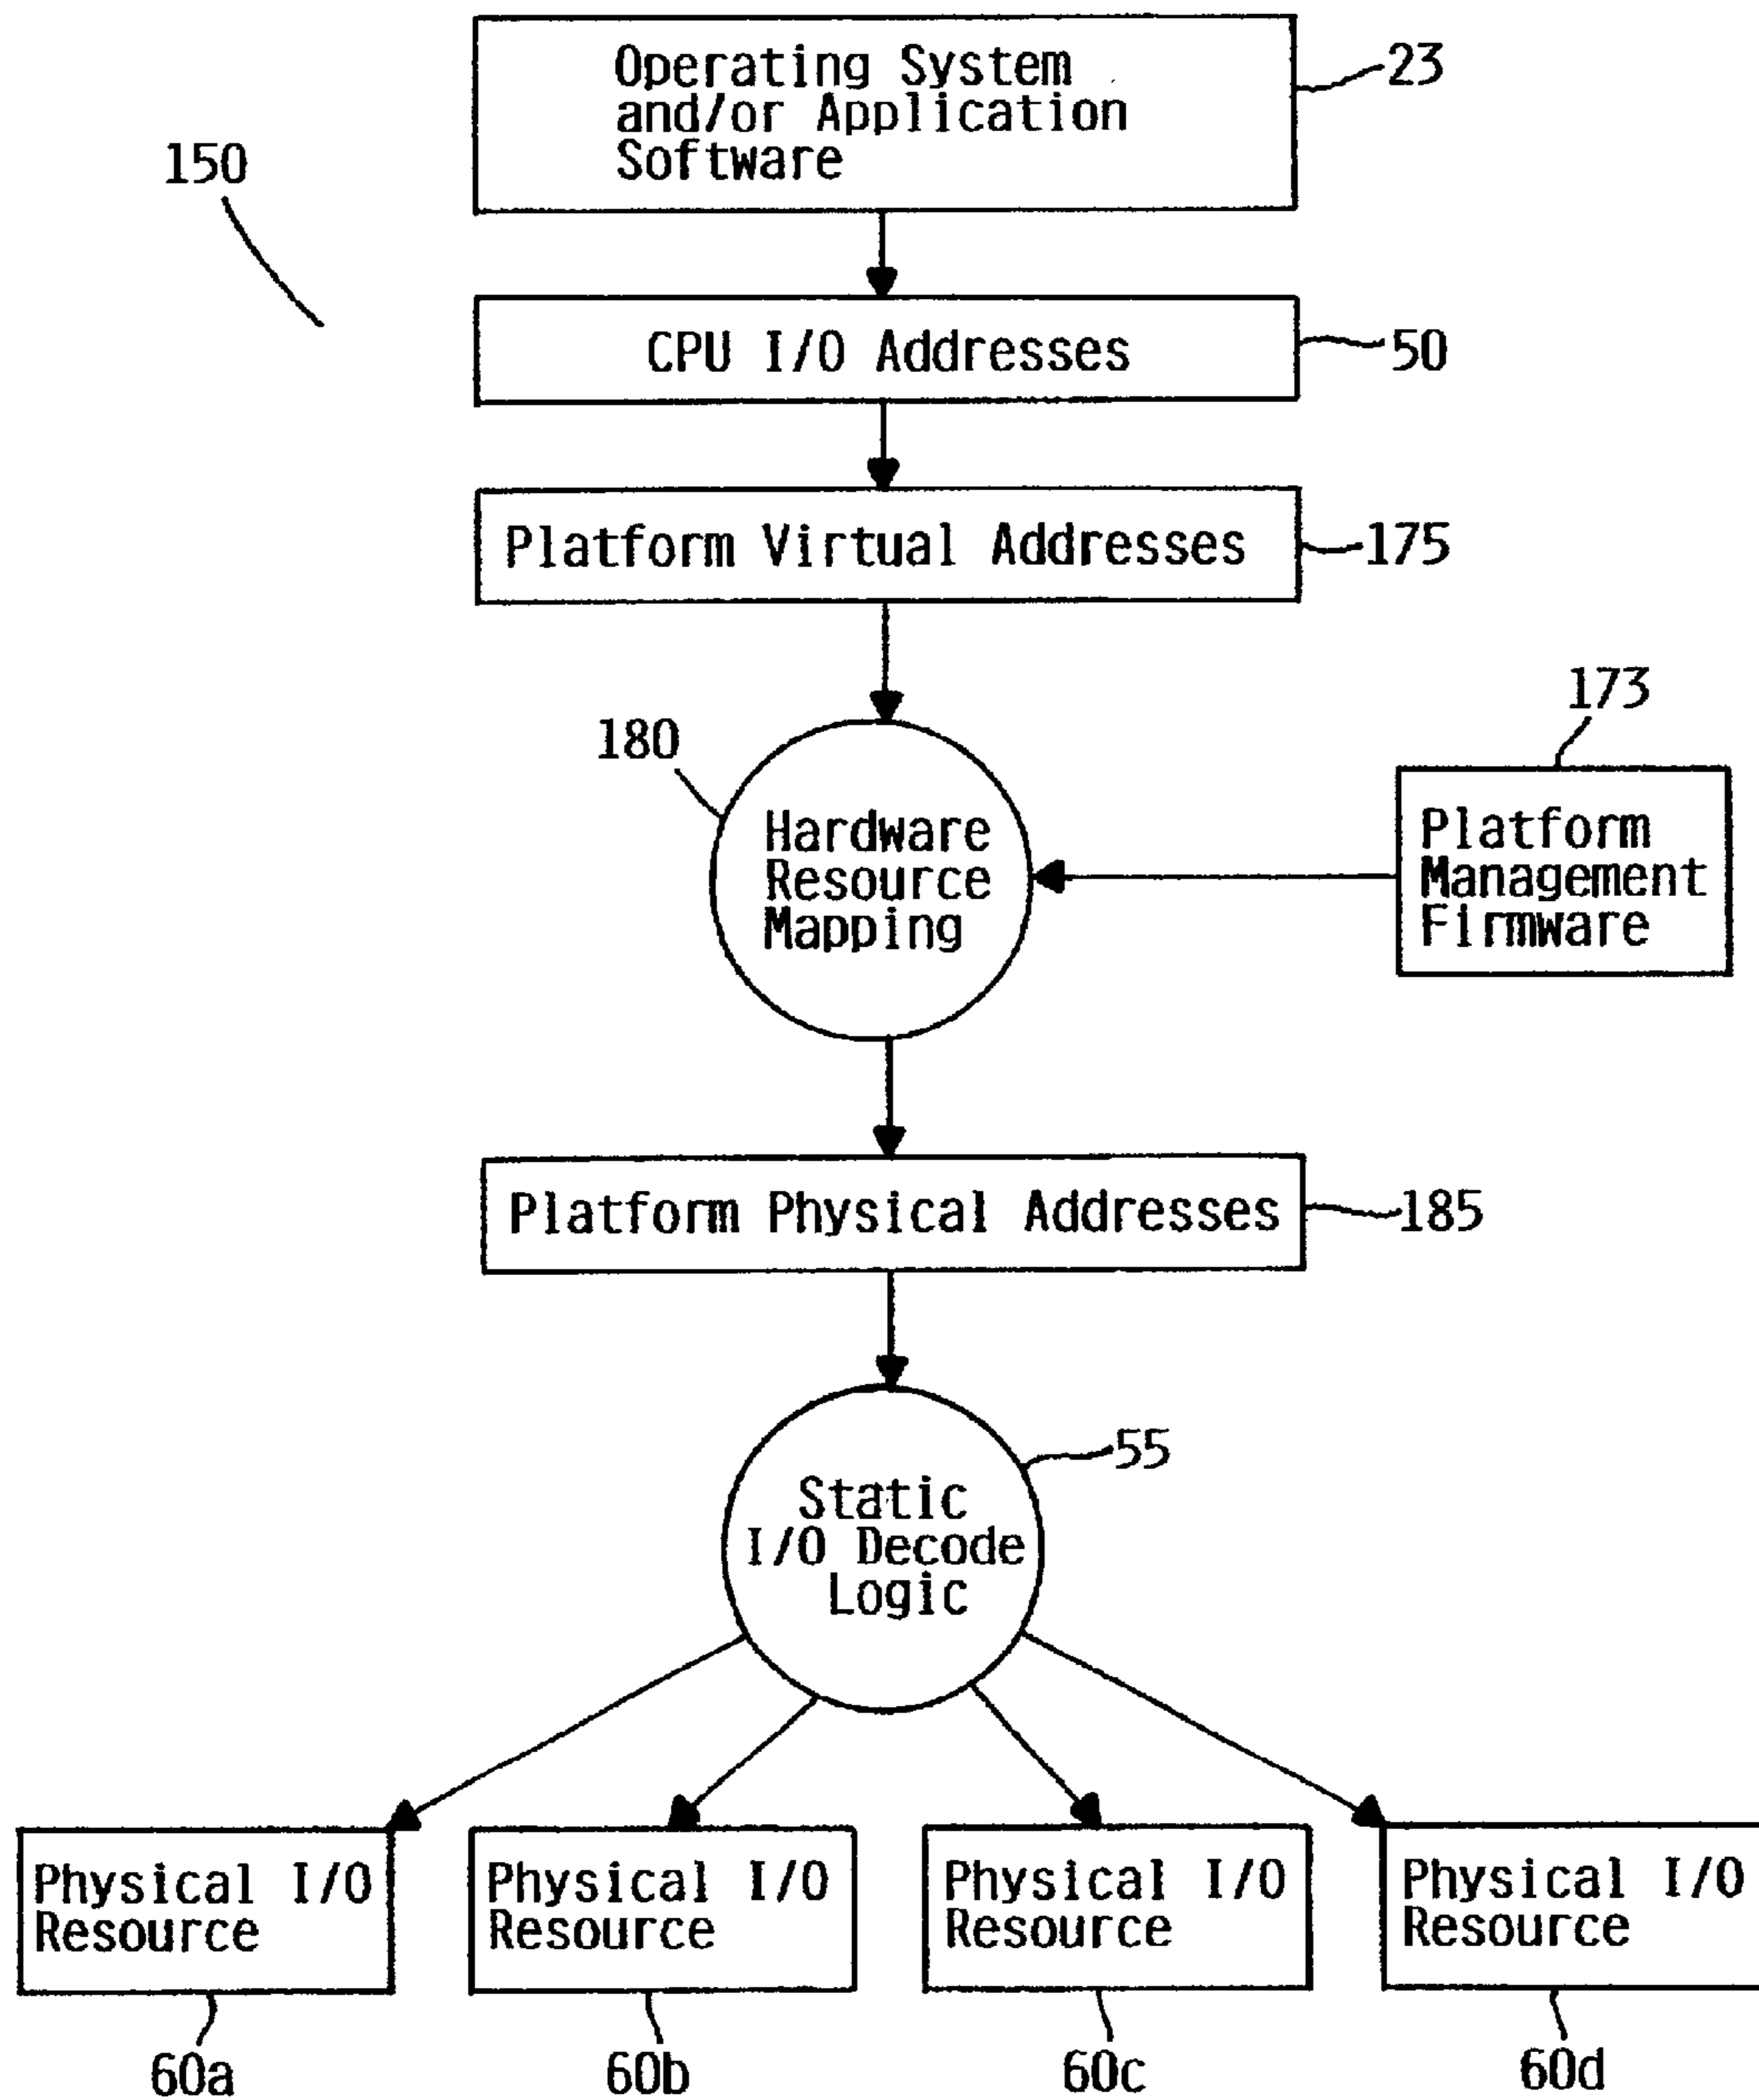 Operating System
and/or Application
Software
23
150
CPU I/O Addresses
50
Platform Virtual Addresses
175
173
180
Hardware
Resource
Mapping
Platform
Management
Firmware
Platform Physical Addresses
185
55
Static
I/O Decode
Logic
Physical I/O
Resource
Physical I/O
Resource
Physical I/O
Resource
Physical I/O
Resource
60a
60b
60c
60d